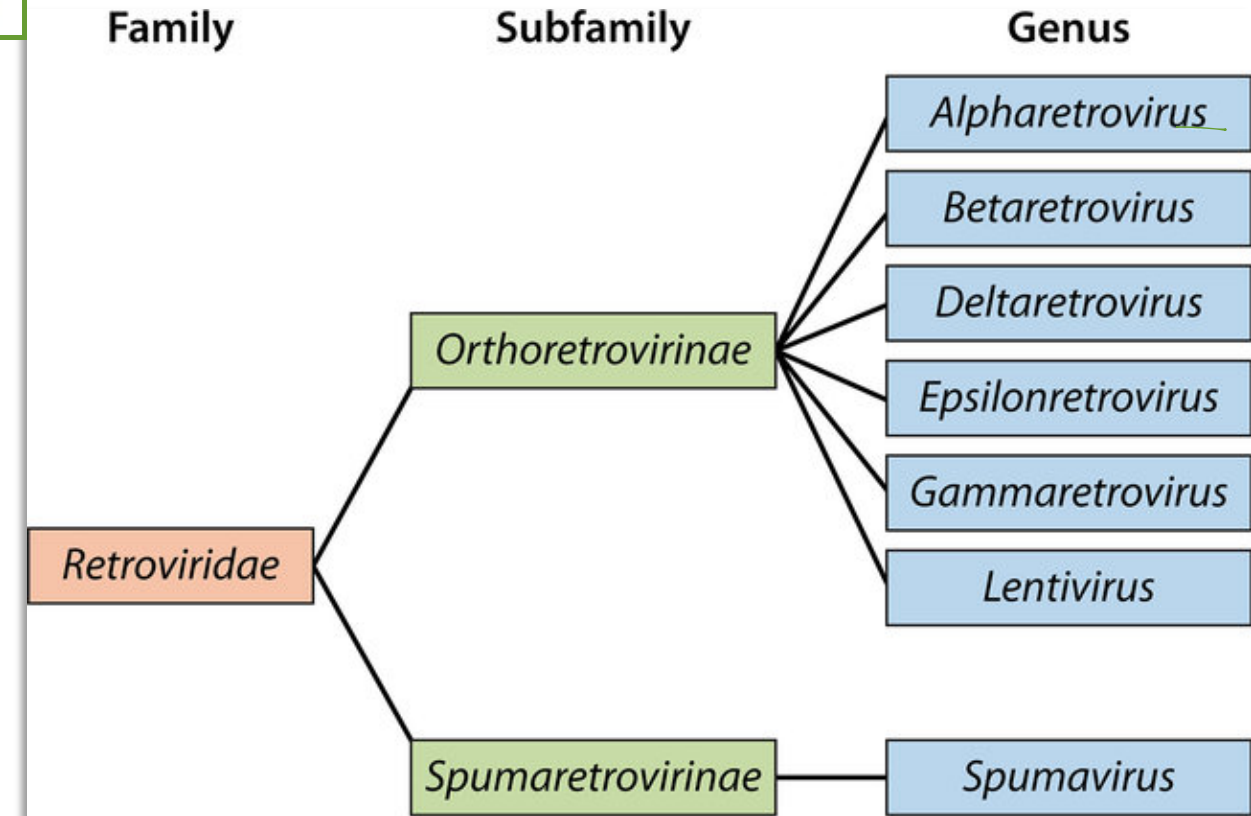 Family
Subfamily
Genus
Alpharetrovirus
Betaretrovirus
Deltaretrovirus
Orthoretrovirinae
Epsilonretrovirus
Gammaretrovirus
Retroviridae
Lentivirus
Spumaretrovirinae
Spumavirus